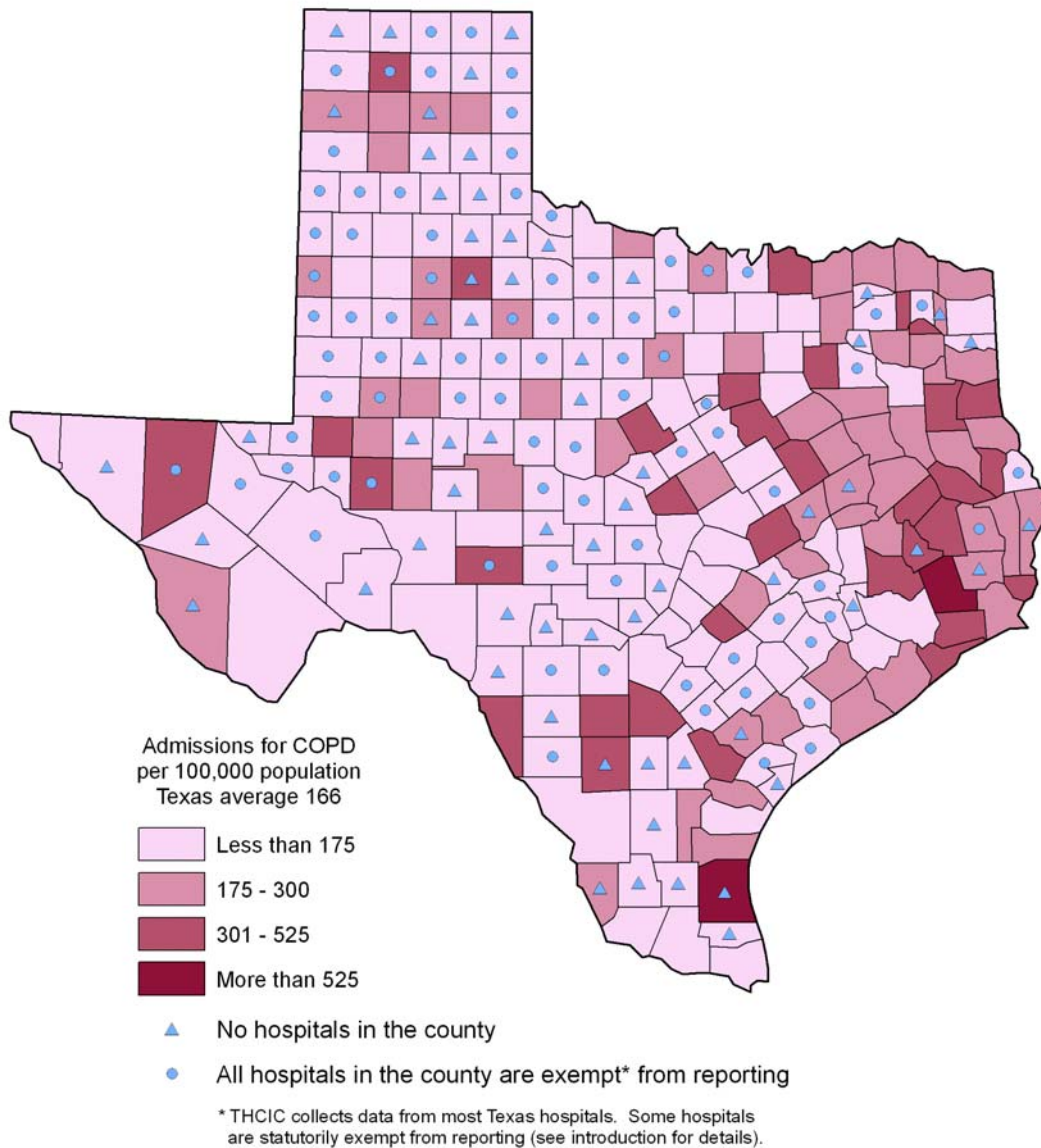 Admissions for COPD
per 100,000 population
Texas average 166
Less than 175
175 - 300
301 - 525
More than 525
No hospitals in the county
All hospitals in the county are exempt* from reporting
* THCIC collects data from most Texas hospitals. Some hospitals
are statutorily exempt from reporting (see introduction for details).